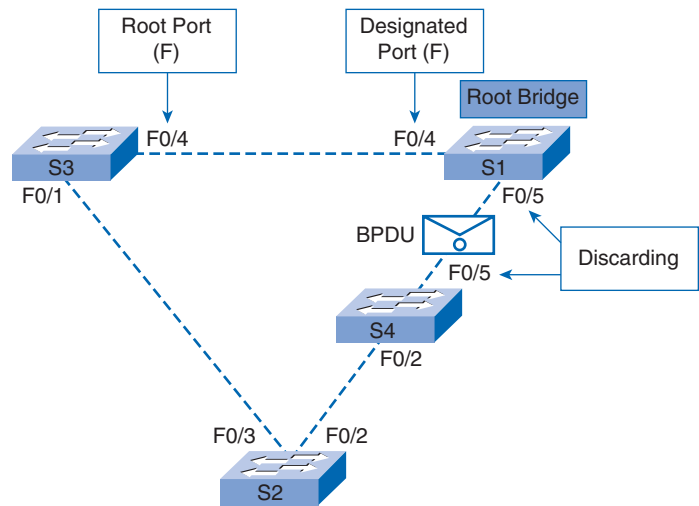 Root Port
(F)
Designated
Port (F)
Root Bridge
F0/4
F0/4
S3
S1
F0/1
F0/5
BPDU
F0/5
Discarding
S4
F0/2
F0/3
F0/2
S2